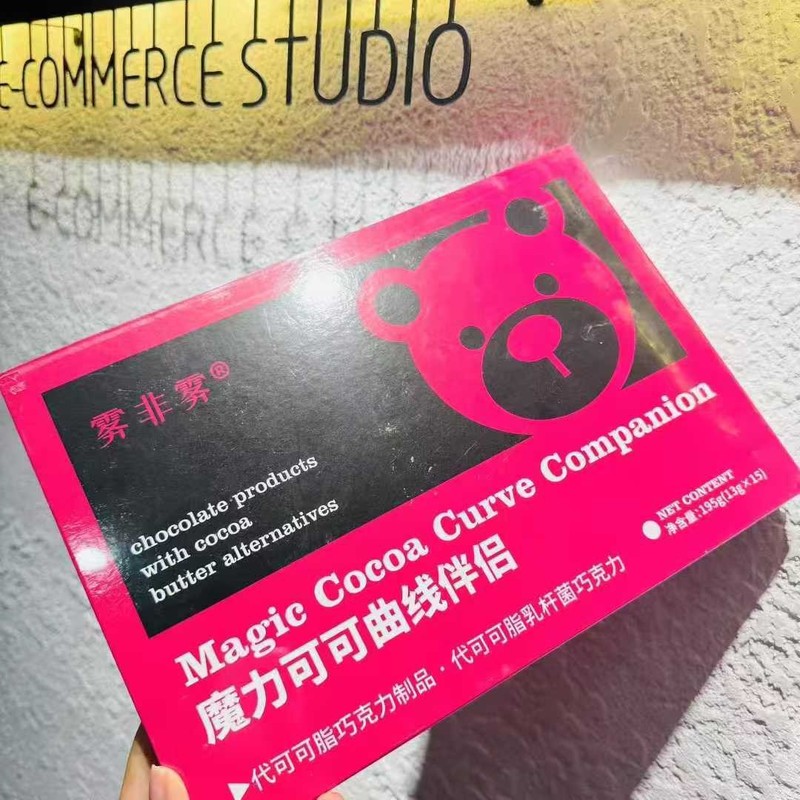 E-COMMERCE STUDIO
雾非雾®
chocolate products
with cocoa
butter alternatives
Magic Cocoa Curve Companion
魔力可可曲线伴侣
NET CONTENT
净含量:195g(13g×15)
▶代可可脂巧克力制品·代可可脂乳杆菌巧克力